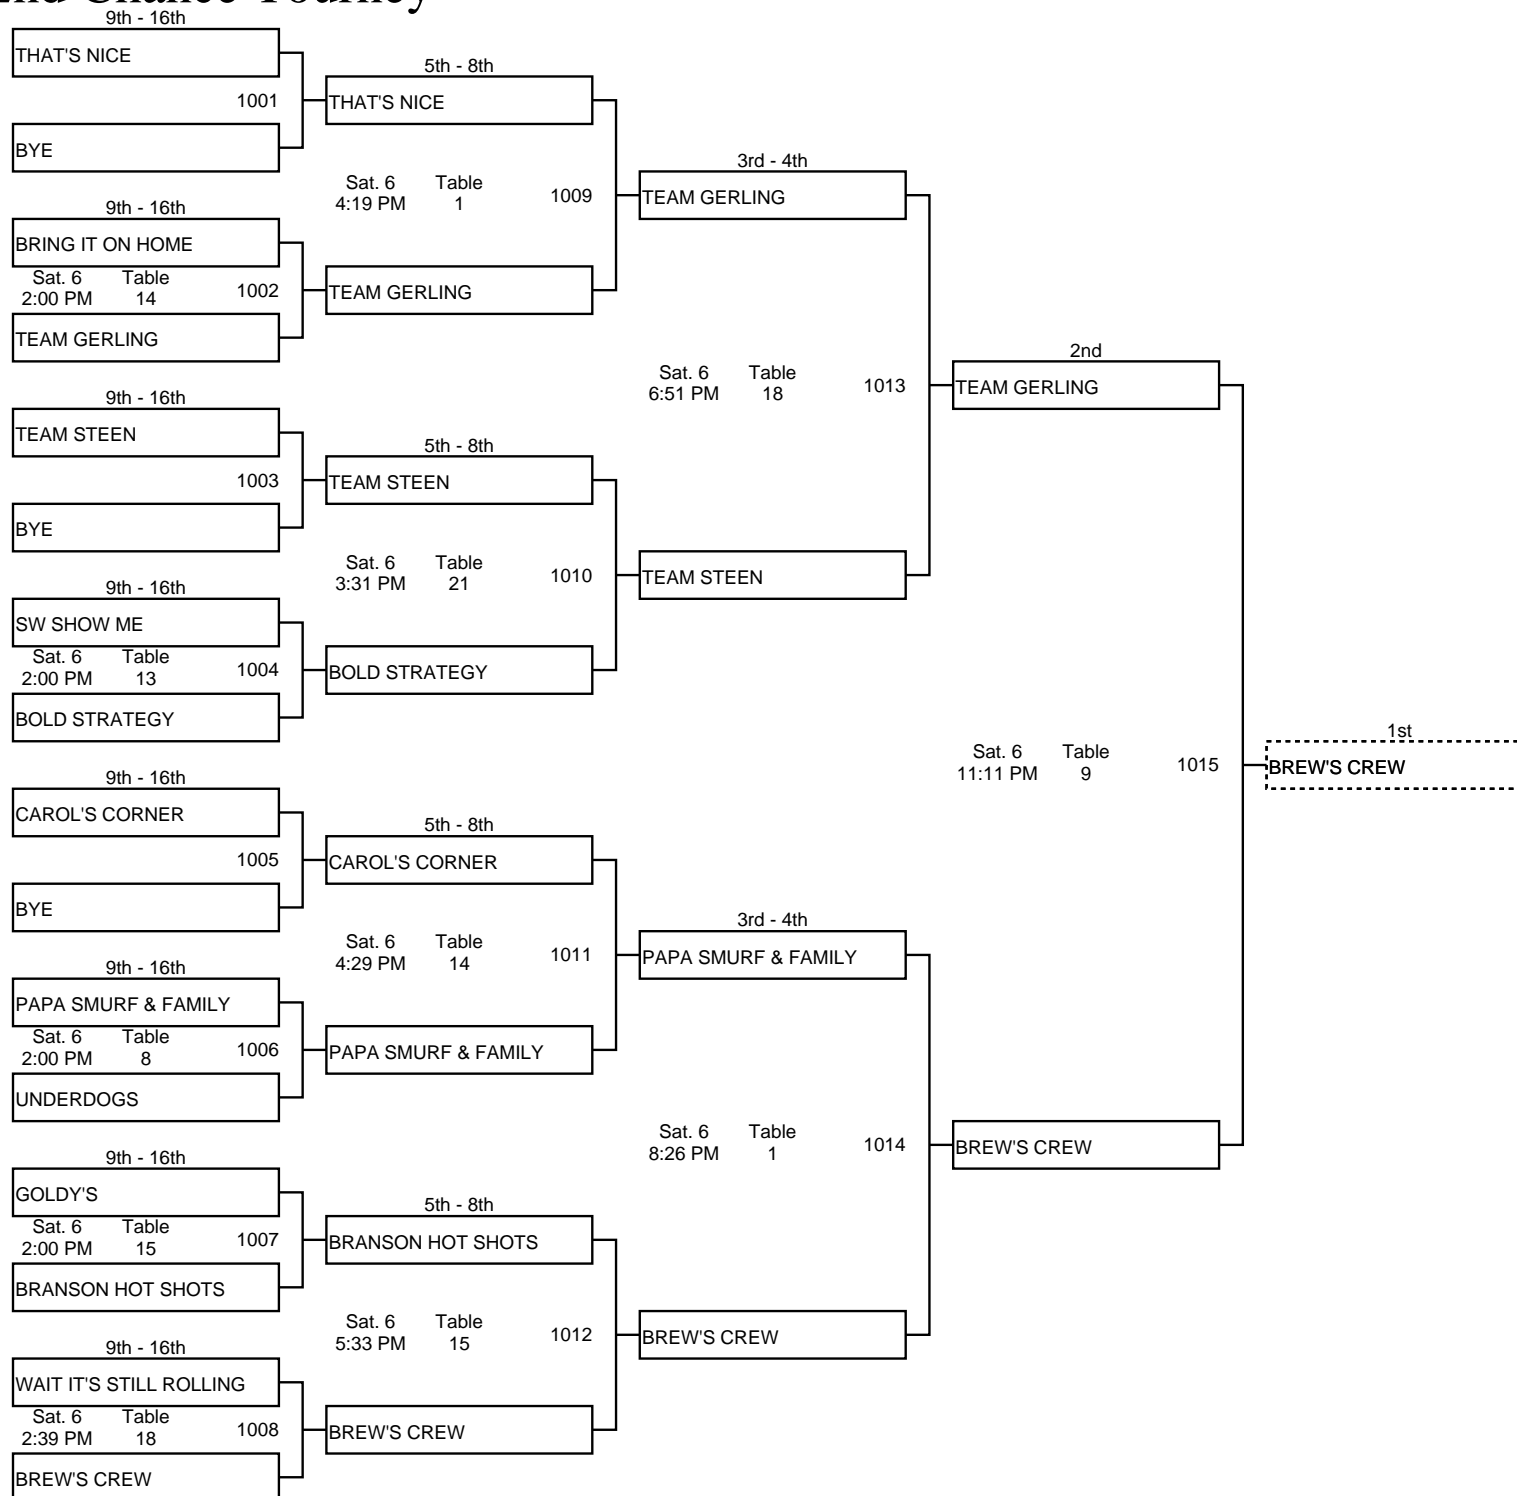 2nd Chance Tourney
9th - 16th
THAT'S NICE
1001
BYE
9th - 16th
BRING IT ON HOME
Sat. 6 Table
2:00 PM 14 1002
TEAM GERLING
9th - 16th
TEAM STEEN
1003
BYE
9th - 16th
SW SHOW ME
Sat. 6 Table
2:00 PM 13 1004
BOLD STRATEGY
9th - 16th
CAROL'S CORNER
1005
BYE
9th - 16th
PAPA SMURF & FAMILY
Sat. 6 Table
2:00 PM 8 1006
UNDERDOGS
9th - 16th
GOLDY'S
Sat. 6 Table
2:00 PM 15 1007
BRANSON HOT SHOTS
9th - 16th
WAIT IT'S STILL ROLLING
Sat. 6 Table
2:39 PM 18 1008
BREW'S CREW
5th - 8th
THAT'S NICE
Sat. 6 Table
4:19 PM 1 1009
TEAM GERLING
5th - 8th
TEAM STEEN
Sat. 6 Table
3:31 PM 21 1010
BOLD STRATEGY
5th - 8th
CAROL'S CORNER
Sat. 6 Table
4:29 PM 14 1011
PAPA SMURF & FAMILY
5th - 8th
BRANSON HOT SHOTS
Sat. 6 Table
5:33 PM 15 1012
BREW'S CREW
3rd - 4th
TEAM GERLING
Sat. 6 Table
6:51 PM 18 1013
TEAM STEEN
3rd - 4th
PAPA SMURF & FAMILY
Sat. 6 Table
8:26 PM 1 1014
BREW'S CREW
2nd
TEAM GERLING
Sat. 6 Table
11:11 PM 9 1015
BREW'S CREW
1st
BREW'S CREW